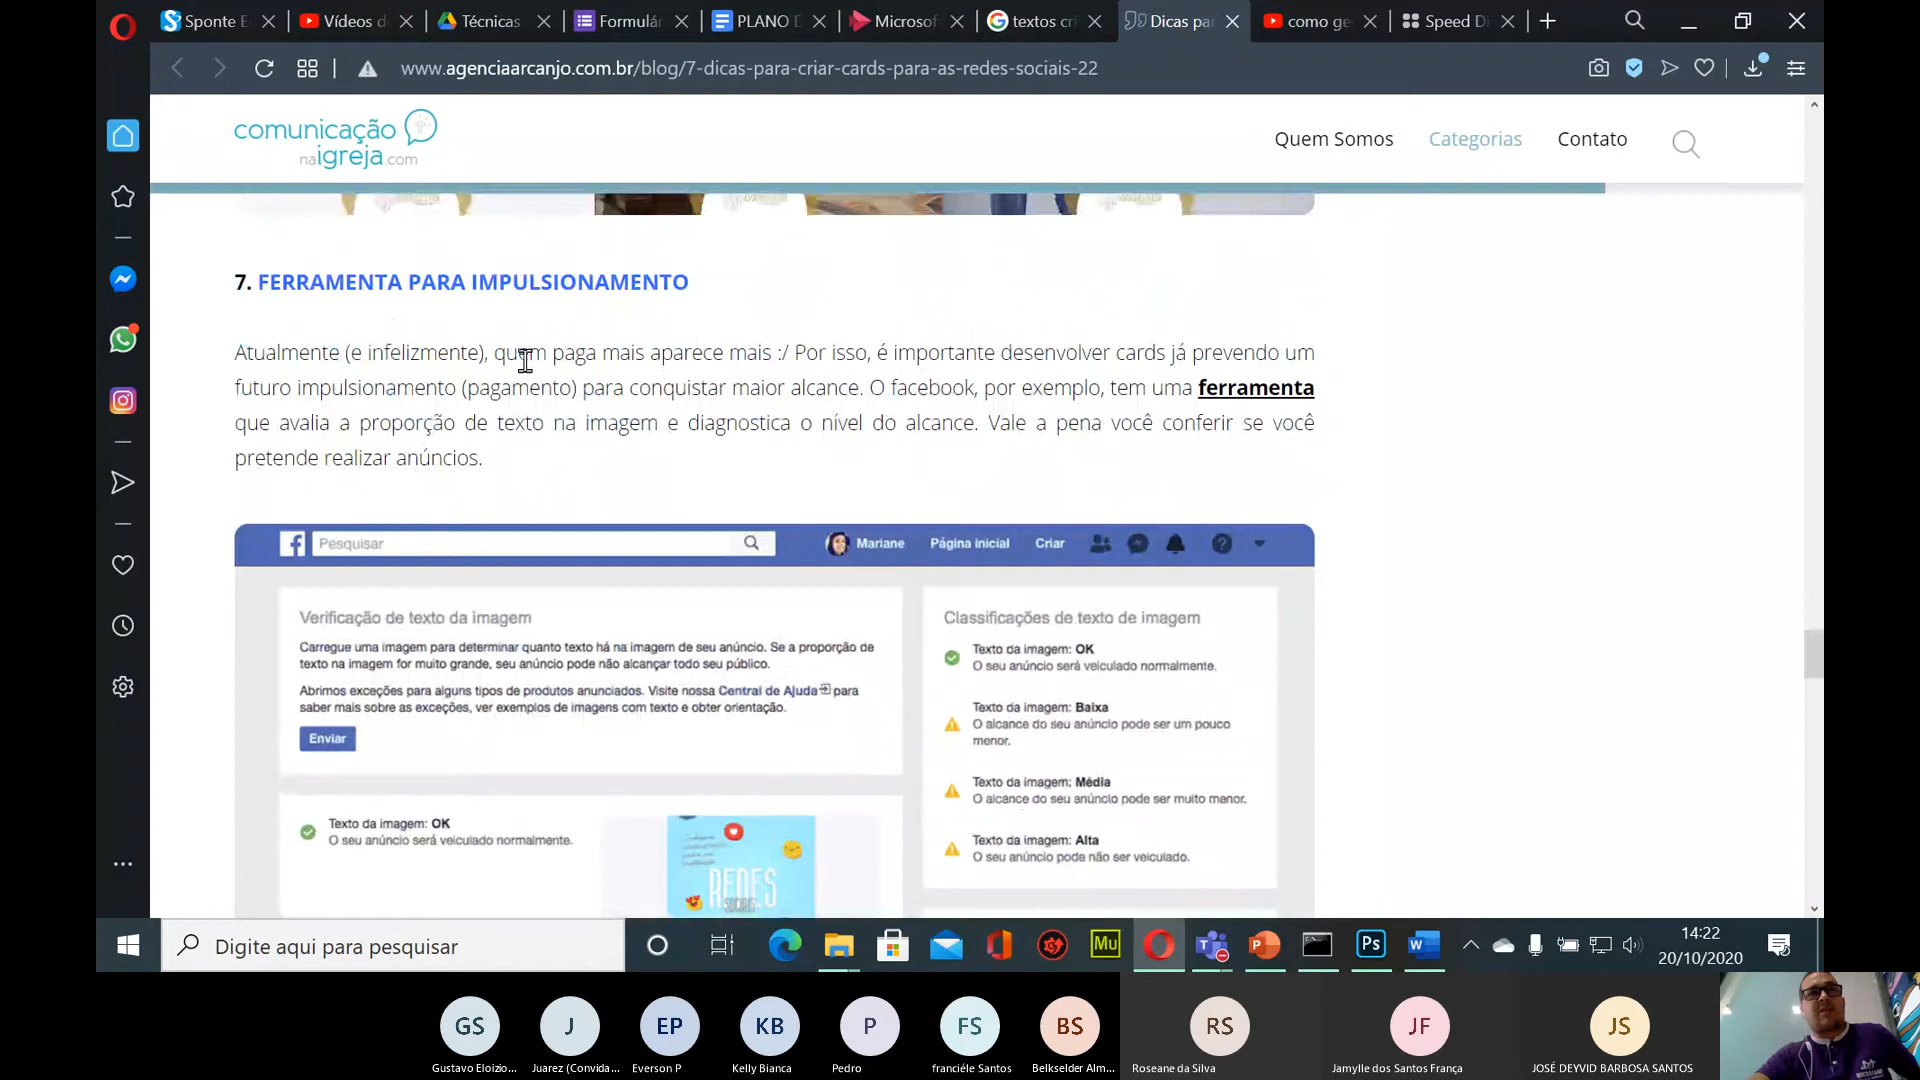 Sponte E
Vídeos d
Técnicas
Formulár
PLANO D
Microsof
textos cri
Dicas par
como ge
Speed Di
www.agenciaarcanjo.com.br/blog/7-dicas-para-criar-cards-para-as-redes-sociais-22
comunicação
naigreja.com
Quem Somos
Categorias
Contato
7. FERRAMENTA PARA IMPULSIONAMENTO
Atualmente (e infelizmente), quem paga mais aparece mais :/ Por isso, é importante desenvolver cards já prevendo um
futuro impulsionamento (pagamento) para conquistar maior alcance. O facebook, por exemplo, tem uma ferramenta
que avalia a proporção de texto na imagem e diagnostica o nível do alcance. Vale a pena você conferir se você
pretende realizar anúncios.
Pesquisar
Mariane
Página inicial
Criar
Verificação de texto da imagem
Carregue uma imagem para determinar quanto texto há na imagem de seu anúncio. Se a proporção de
texto na imagem for muito grande, seu anúncio pode não alcançar todo seu público.
Abrimos exceções para alguns tipos de produtos anunciados. Visite nossa Central de Ajuda para
saber mais sobre as exceções, ver exemplos de imagens com texto e obter orientação.
Enviar
Texto da imagem: OK
O seu anúncio será veiculado normalmente.
REDES
SOCIAIS
Classificações de texto de imagem
Texto da imagem: OK
O seu anúncio será veiculado normalmente.
Texto da imagem: Baixa
O alcance do seu anúncio pode ser um pouco
menor.
Texto da imagem: Média
O alcance do seu anúncio pode ser muito menor.
Texto da imagem: Alta
O seu anúncio pode não ser veiculado.
Digite aqui para pesquisar
Mu
Ps
14:22
20/10/2020
GS
J
EP
KB
P
FS
BS
RS
JF
JS
Gustavo Eloizio...
Juarez (Convida...
Everson P
Kelly Bianca
Pedro
franciéle Santos
Belkselder Alm...
Roseane da Silva
Jamylle dos Santos França
JOSÉ DEYVID BARBOSA SANTOS